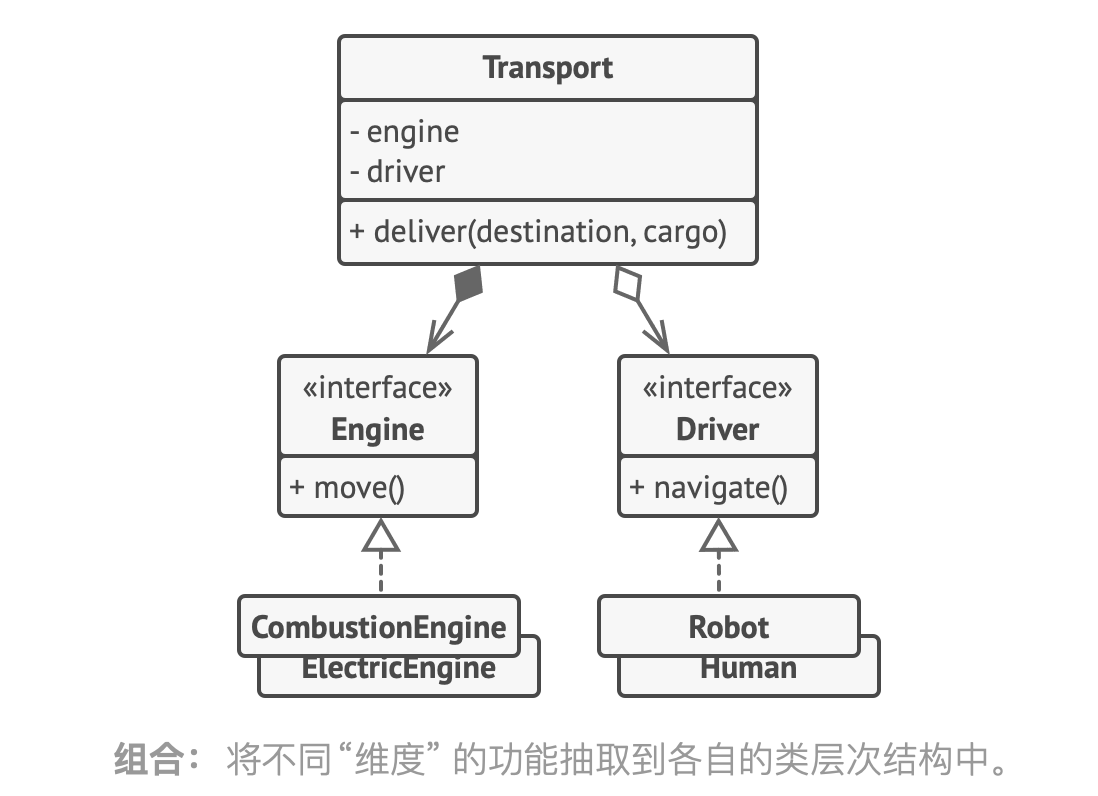 Transport
- engine
- driver
+ deliver(destination, cargo)
«interface»
Engine
+ move()
«interface»
Driver
+ navigate()
CombustionEngine
ElectricEngine
Robot
Human
组合： 将不同“维度” 的功能抽取到各自的类层次结构中。